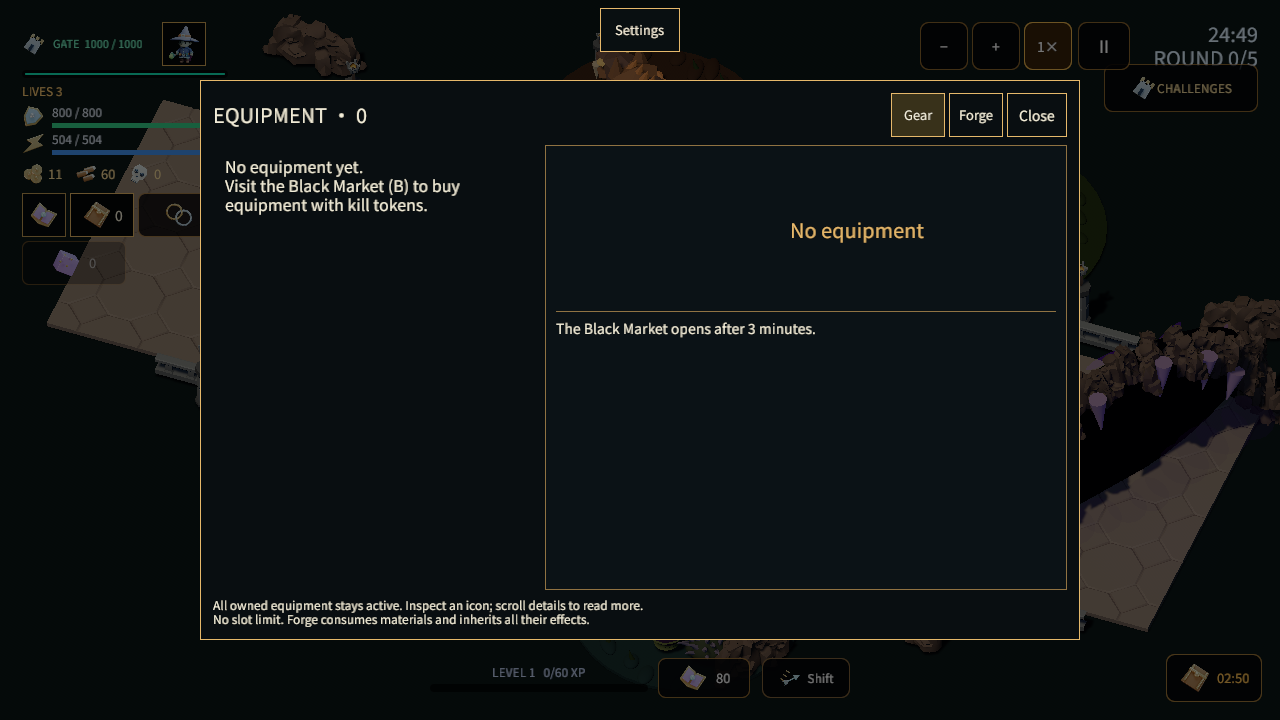 Settings
GATE 1000 / 1000
24:49
ROUND 0/5
− + 1× II
CHALLENGES
LIVES 3
800 / 800
504 / 504
11 60 0
0
0
EQUIPMENT • 0
Gear Forge Close
No equipment yet.
Visit the Black Market (B) to buy
equipment with kill tokens.
No equipment
The Black Market opens after 3 minutes.
All owned equipment stays active. Inspect an icon; scroll details to read more.
No slot limit. Forge consumes materials and inherits all their effects.
LEVEL 1 0/60 XP
80
Shift
02:50